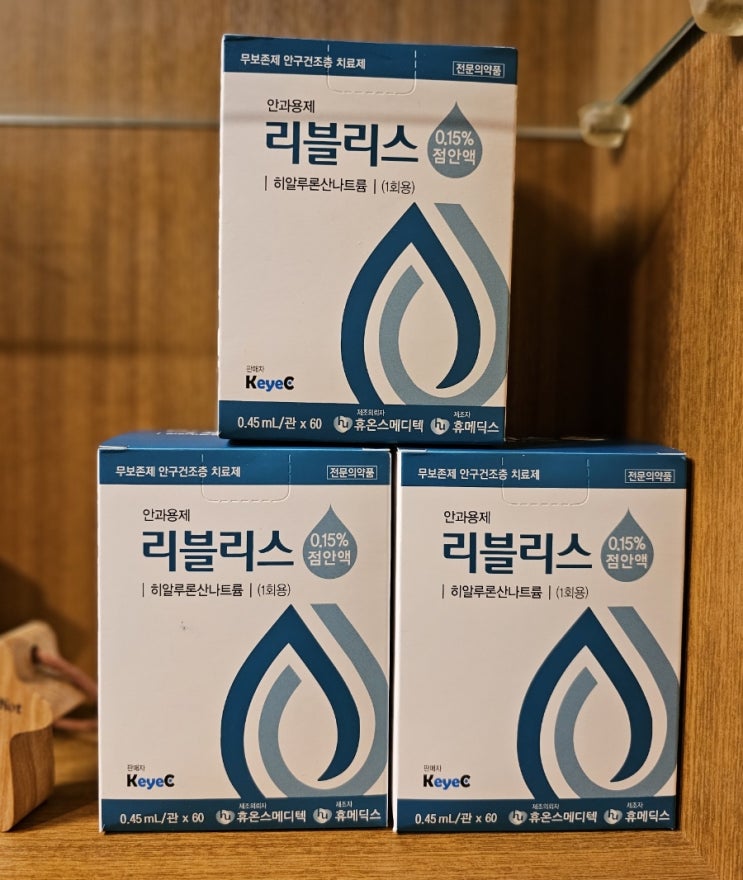 무보존제 안구건조증 치료제
전문의약품
안과용제
리블리스
0.15%
점안액
히알루론산나트륨 (1회용)
판매자
KeyeC
제조의뢰자
제조자
0.45 mL/관 x 60 hu 휴온스메디텍 hu 휴메딕스
무보존제 안구건조증 치료제
전문의약품
안과용제
리블리스
0.15%
점안액
히알루론산나트륨 (1회용)
판매자
KeyeC
제조의뢰자
제조자
0.45 mL/관 x 60 hu 휴온스메디텍 hu 휴메딕스
무보존제 안구건조증 치료제
전문의약품
안과용제
리블리스
0.15%
점안액
히알루론산나트륨 (1회용)
판매자
KeyeC
제조의뢰자
제조자
0.45 mL/관 x 60 hu 휴온스메디텍 hu 휴메딕스